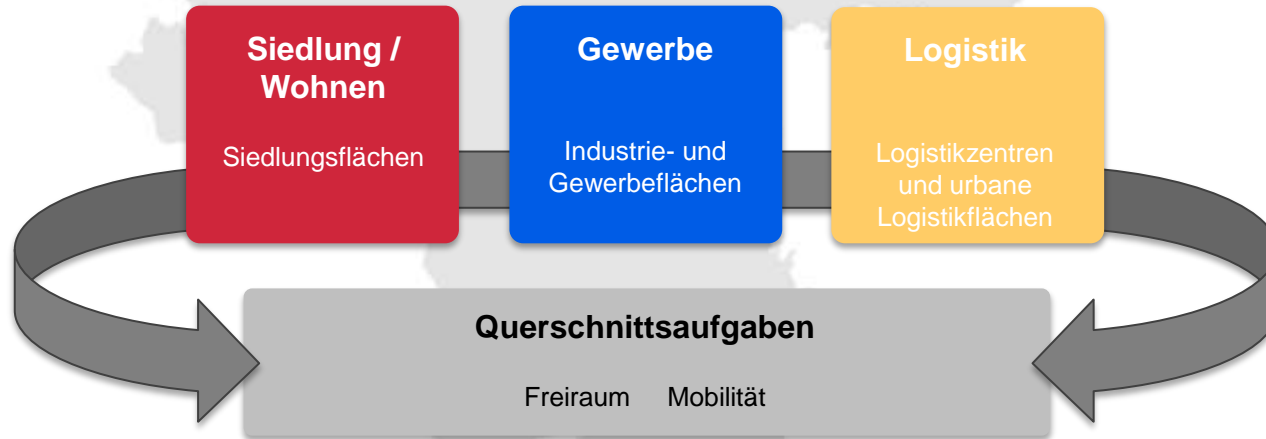 Siedlung /
Wohnen
Siedlungsflächen
Gewerbe
Industrie- und
Gewerbeflächen
Logistik
Logistikzentren
und urbane
Logistikflächen
Querschnittsaufgaben
Freiraum Mobilität